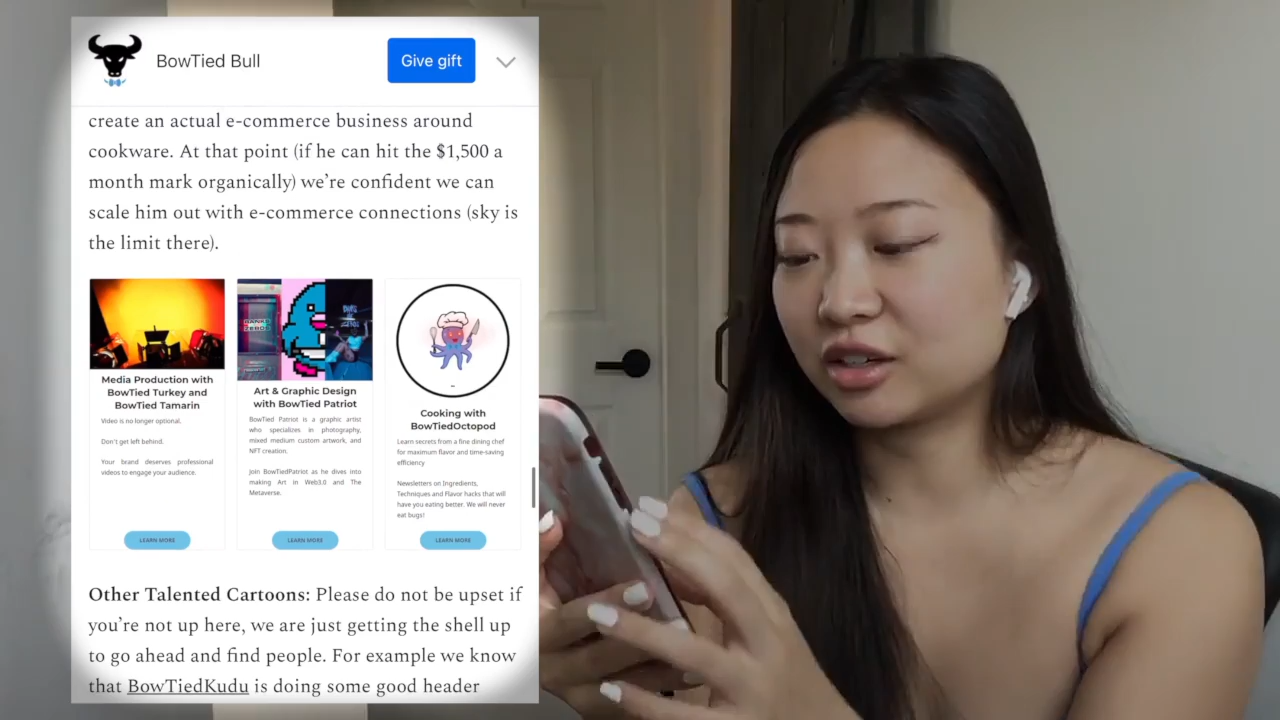 BowTied Bull
Give gift
create an actual e-commerce business around
cookware. At that point (if he can hit the $1,500 a
month mark organically) we’re confident we can
scale him out with e-commerce connections (sky is
the limit there).
Media Production with
BowTied Turkey and
BowTied Tamarin
Video is no longer optional.
Don't get left behind.
Your brand deserves professional
videos to engage your audience.
LEARN MORE
Art & Graphic Design
with BowTied Patriot
BowTied Patriot is a graphic artist
who specializes in photography,
mixed medium custom artwork, and
NFT creation.
Join BowTiedPatriot as he dives into
making Art in Web3.0 and The
Metaverse.
LEARN MORE
Cooking with
BowTiedOctopod
Learn secrets from a fine dining chef
for maximum flavor and time-saving
efficiency
Newsletters on Ingredients,
Techniques and Flavor hacks that will
have you eating better. We will never
eat bugs!
LEARN MORE
Other Talented Cartoons: Please do not be upset if
you’re not up here, we are just getting the shell up
to go ahead and find people. For example we know
that BowTiedKudu is doing some good header